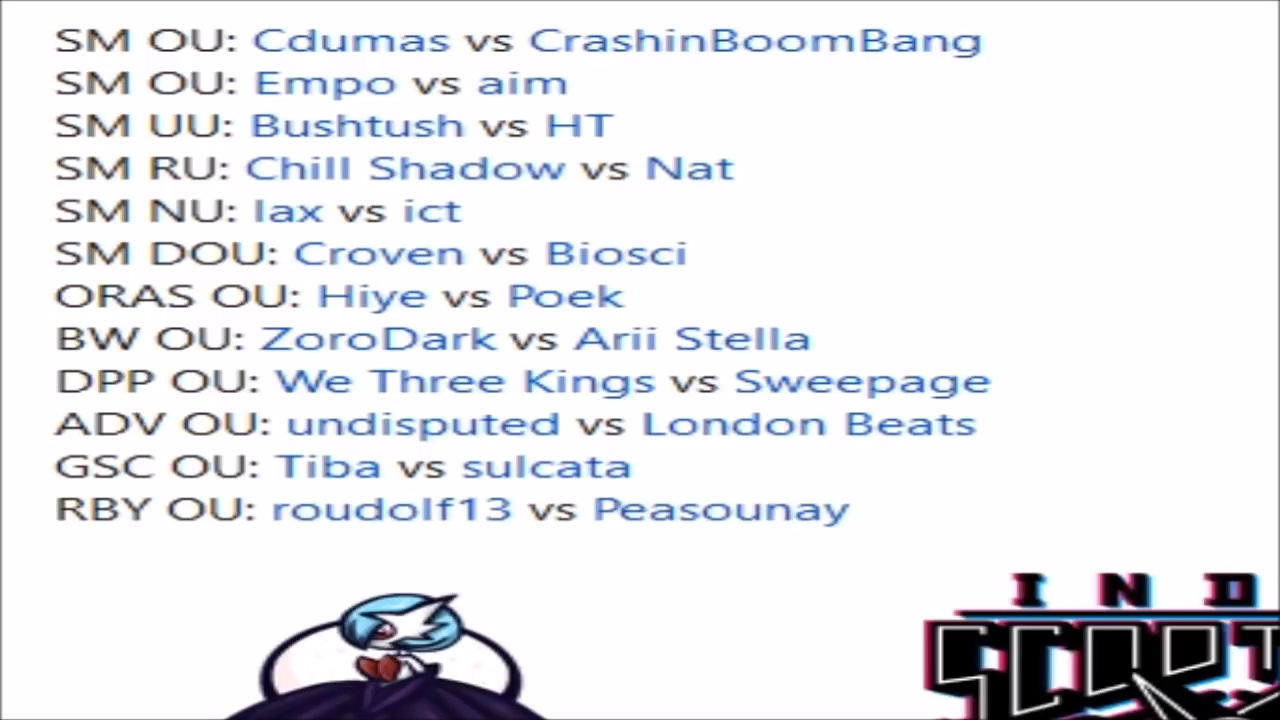 SM OU: Cdumas vs CrashinBoomBang
SM OU: Empo vs aim
SM UU: Bushtush vs HT
SM RU: Chill Shadow vs Nat
SM NU: lax vs ict
SM DOU: Croven vs Biosci
ORAS OU: Hiye vs Poek
BW OU: ZoroDark vs Arii Stella
DPP OU: We Three Kings vs Sweepage
ADV OU: undisputed vs London Beats
GSC OU: Tiba vs sulcata
RBY OU: roudolf13 vs Peasounay
IND